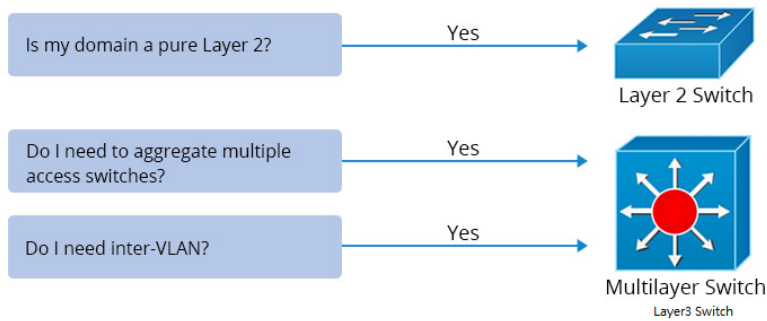 Is my domain a pure Layer 2?
Yes
Layer 2 Switch
Do I need to aggregate multiple
access switches?
Yes
Do I need inter-VLAN?
Yes
Multilayer Switch
Layer3 Switch